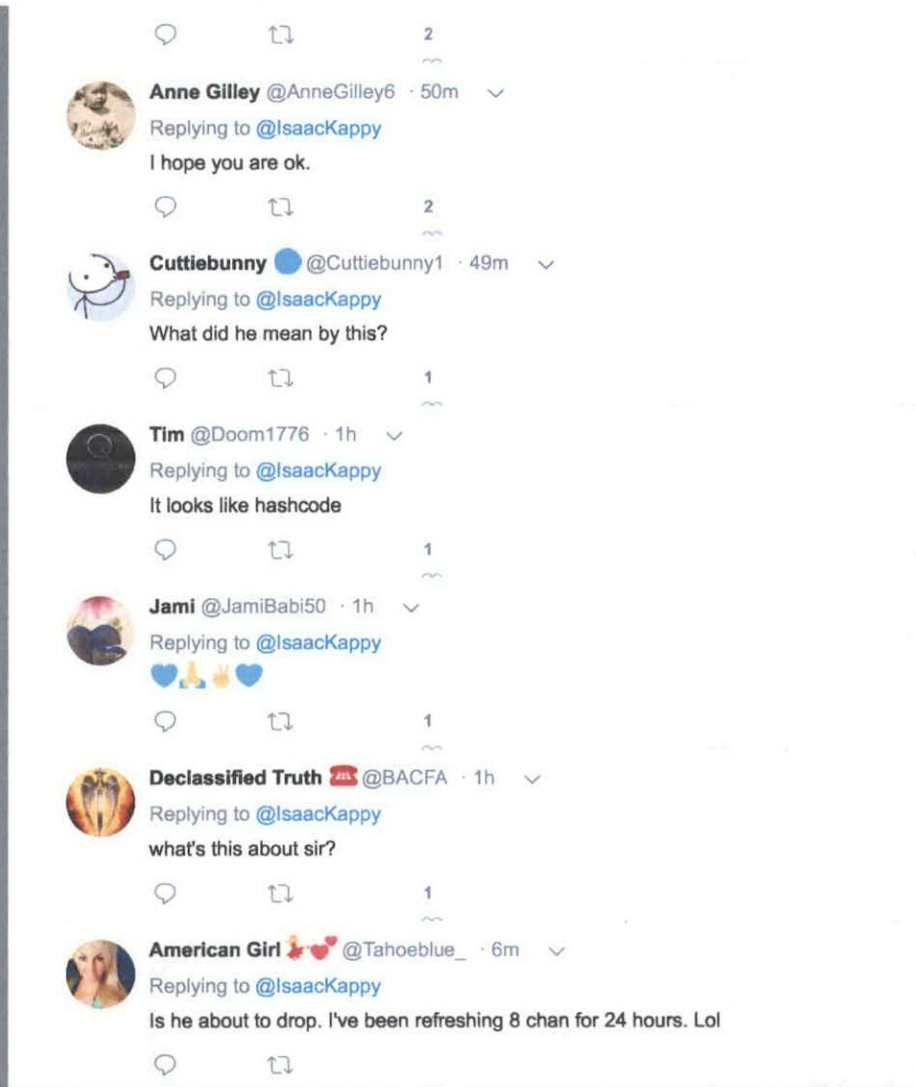 2
Anne Gilley @AnneGilley6 · 50m
Replying to @IsaacKappy
I hope you are ok.
2
Cuttiebunny 🔵 @Cuttiebunny1 · 49m
Replying to @IsaacKappy
What did he mean by this?
1
Tim @Doom1776 · 1h
Replying to @IsaacKappy
It looks like hashcode
1
Jami @JamiBabi50 · 1h
Replying to @IsaacKappy
💙🙏✌💙
1
Declassified Truth ☎ @BACFA · 1h
Replying to @IsaacKappy
what's this about sir?
1
American Girl 💃💕 @Tahoeblue_ · 6m
Replying to @IsaacKappy
Is he about to drop. I've been refreshing 8 chan for 24 hours. Lol